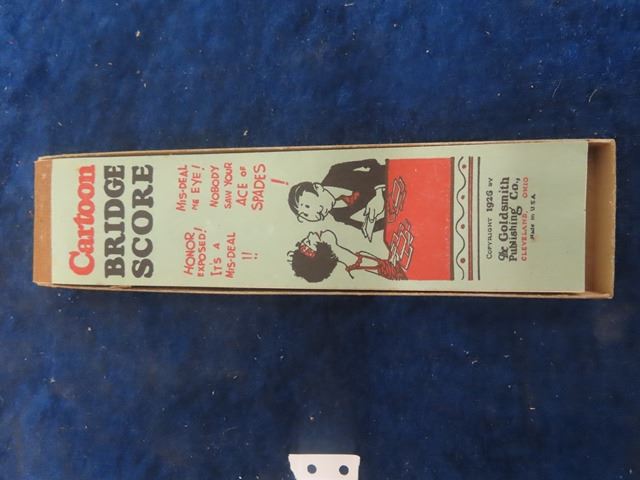 Cartoon
BRIDGE
SCORE
HONOR
EXPOSED!
IT'S A
MIS-DEAL
!!
MIS-DEAL
ME EYE!
NOBODY
SAW YOUR
ACE OF
SPADES!
COPYRIGHT 1926 BY
The Goldsmith
Publishing Co.,
CLEVELAND, OHIO
Made in U.S.A.